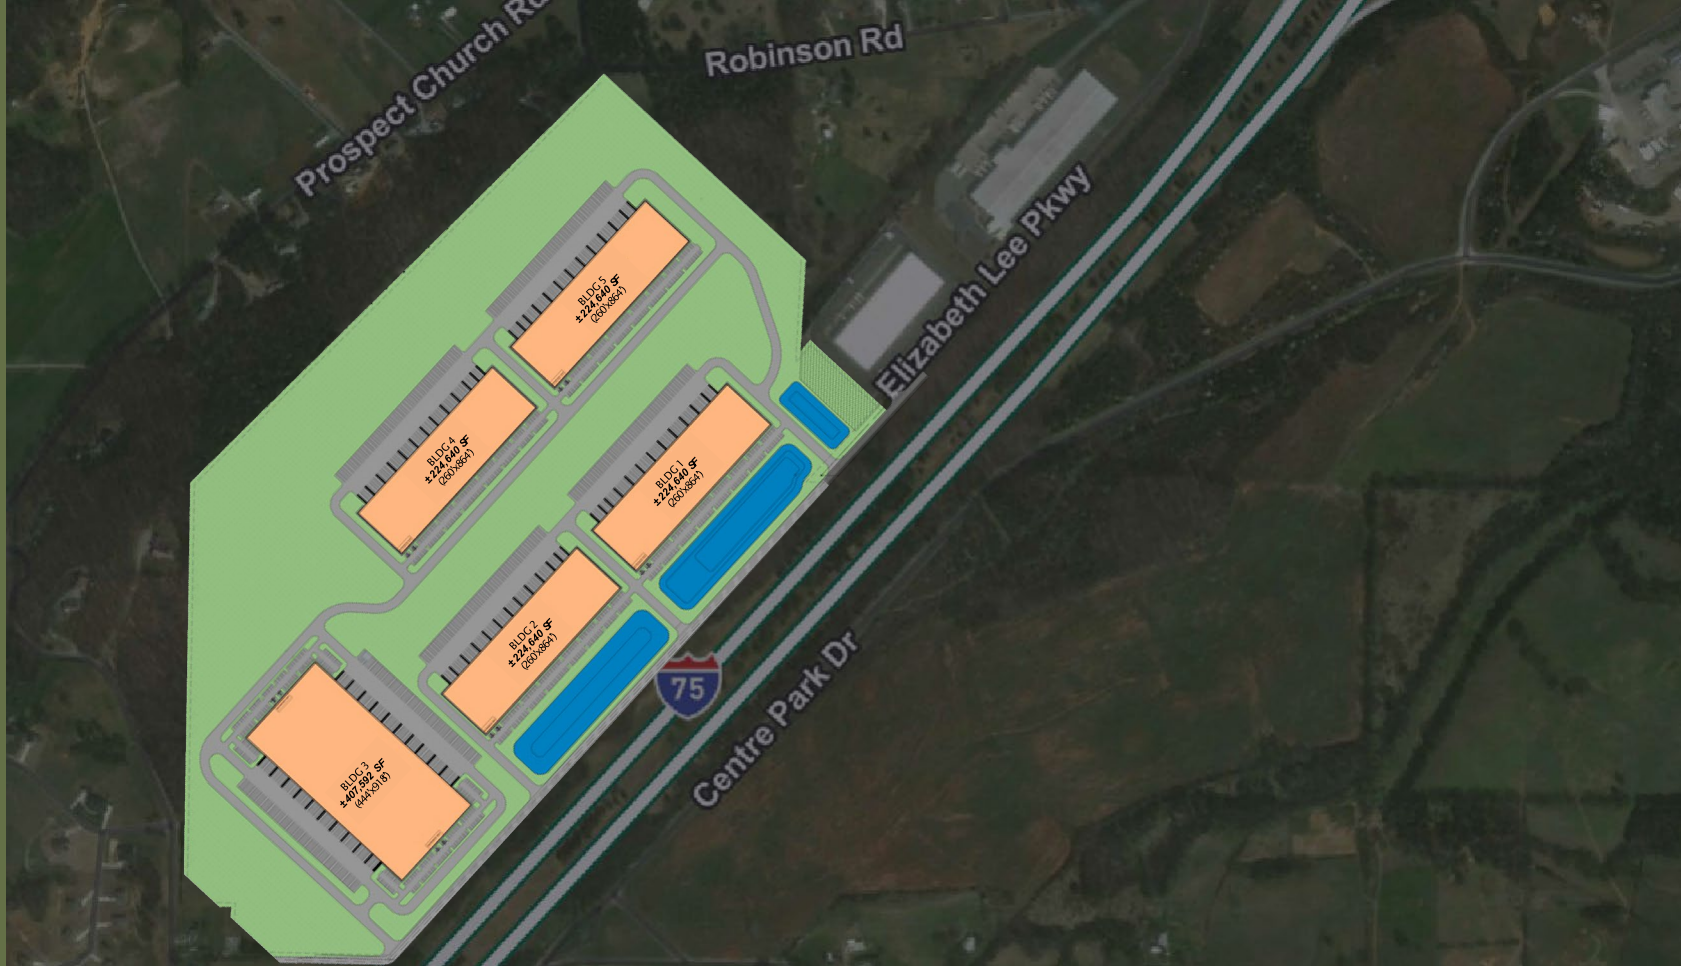 Prospect Church Rd
Robinson Rd
Elizabeth Lee Pkwy
BLDG 5
±224,640 SF
(260'x864')
BLDG 4
±224,640 SF
(260'x864')
BLDG 1
±224,640 SF
(260'x864')
BLDG 2
±224,640 SF
(260'x864')
75
Centre Park Dr
BLDG 3
±407,592 SF
(444'x918')